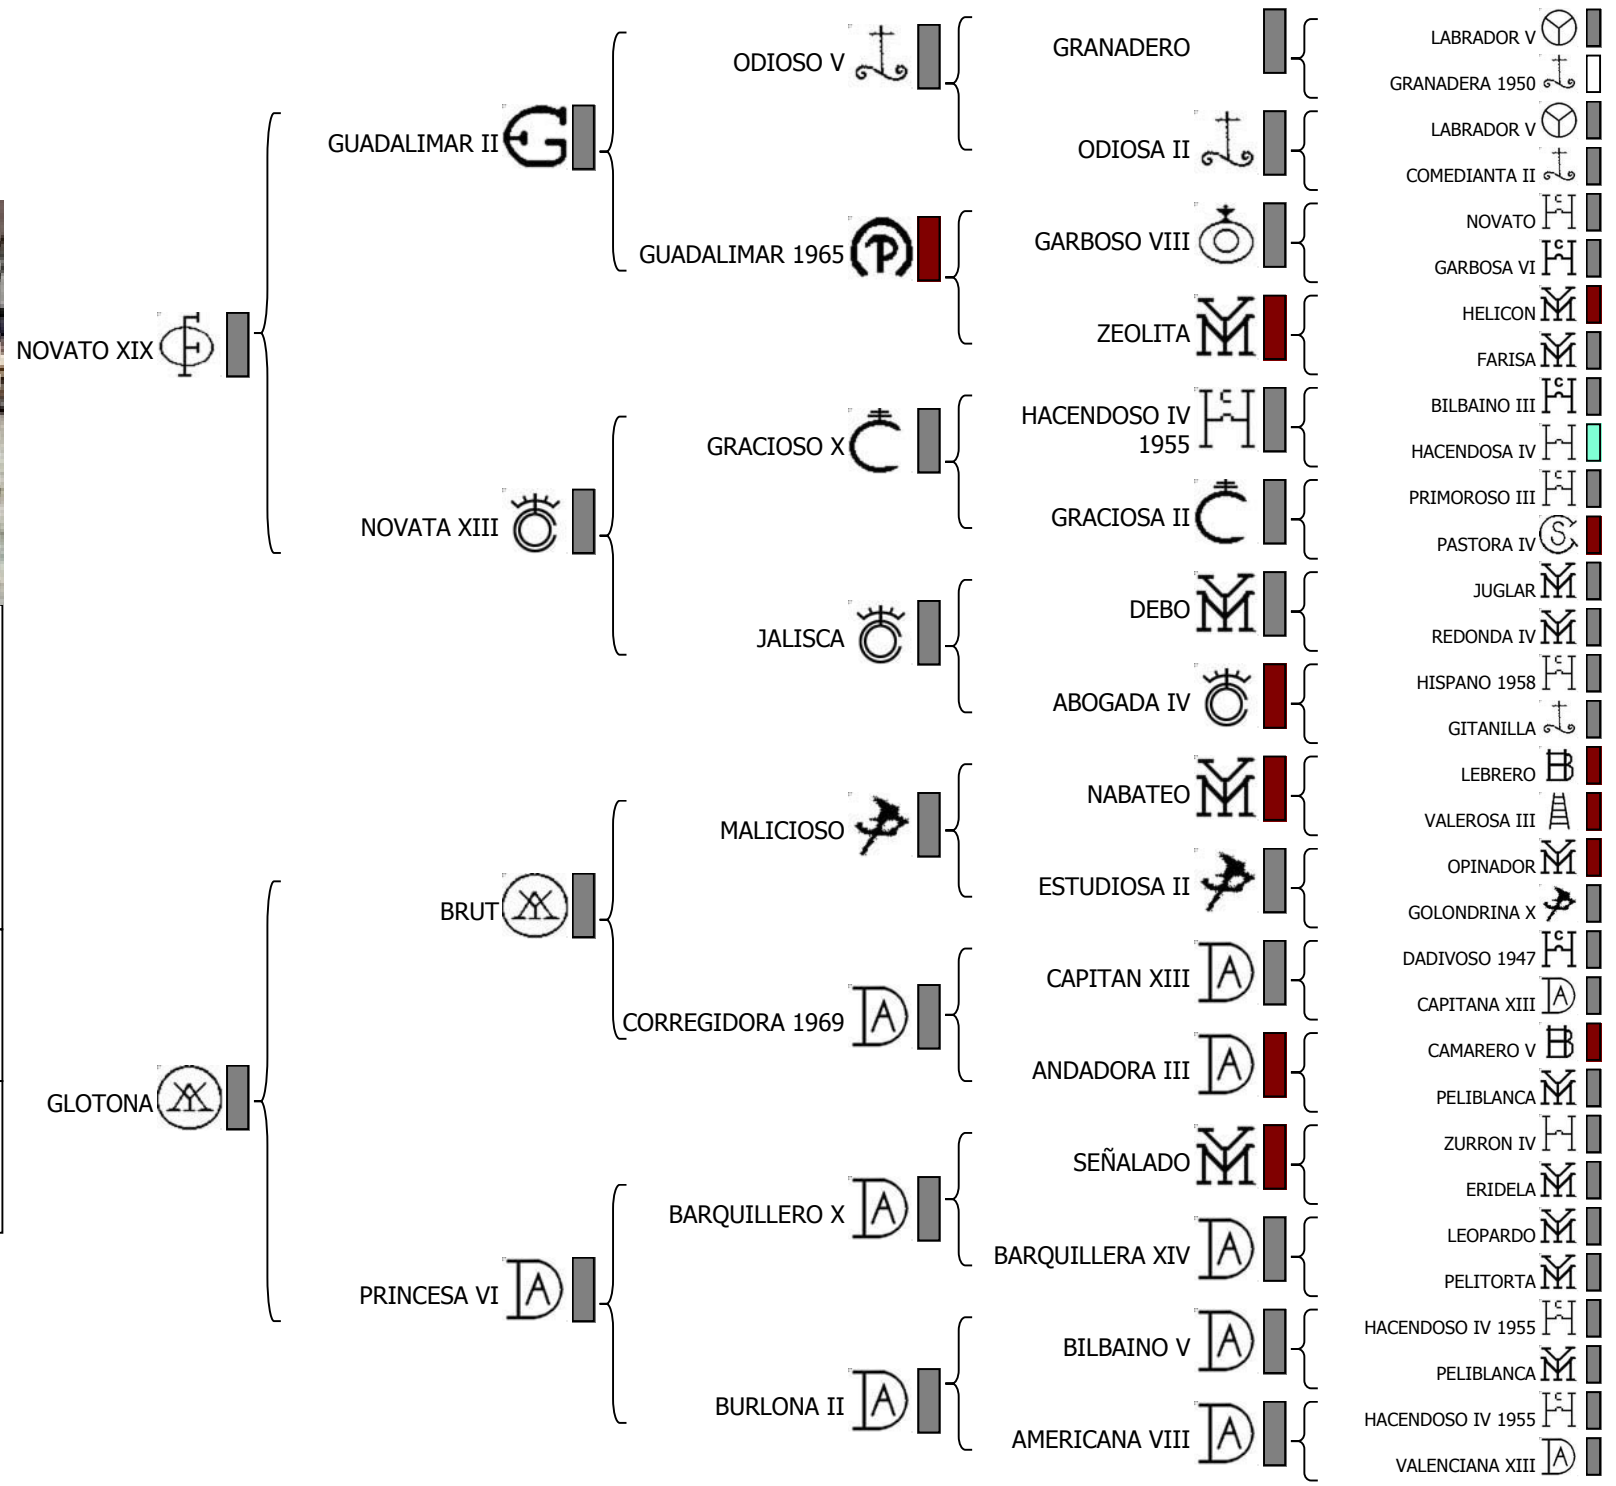 NOVATO XIX
GLOTONA
GUADALIMAR II
NOVATA XIII
BRUT
PRINCESA VI
ODIOSO V
GUADALIMAR 1965
GRACIOSO X
JALISCA
MALICIOSO
CORREGIDORA 1969
BARQUILLERO X
BURLONA II
GRANADERO
ODIOSA II
GARBOSO VIII
ZEOLITA
HACENDOSO IV
1955
GRACIOSA II
DEBO
ABOGADA IV
NABATEO
ESTUDIOSA II
CAPITAN XIII
ANDADORA III
SEÑALADO
BARQUILLERA XIV
BILBAINO V
AMERICANA VIII
LABRADOR V
GRANADERA 1950
LABRADOR V
COMEDIANTA II
NOVATO
GARBOSA VI
HELICON
FARISA
BILBAINO III
HACENDOSA IV
PRIMOROSO III
PASTORA IV
JUGLAR
REDONDA IV
HISPANO 1958
GITANILLA
LEBRERO
VALEROSA III
OPINADOR
GOLONDRINA X
DADIVOSO 1947
CAPITANA XIII
CAMARERO V
PELIBLANCA
ZURRON IV
ERIDELA
LEOPARDO
PELITORTA
HACENDOSO IV 1955
PELIBLANCA
HACENDOSO IV 1955
VALENCIANA XIII